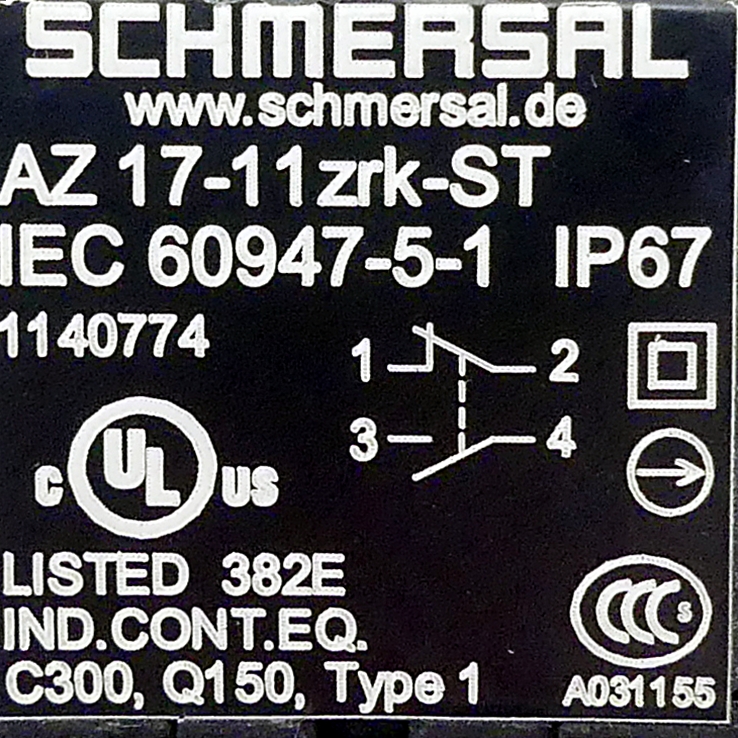 SCHMERSAL
www.schmersal.de
AZ 17-11zrk-ST
IEC 60947-5-1 IP67
1140774
1 2
3 4
c UL US
LISTED 382E
IND.CONT.EQ.
CCC S
C300, Q150, Type 1
A031155